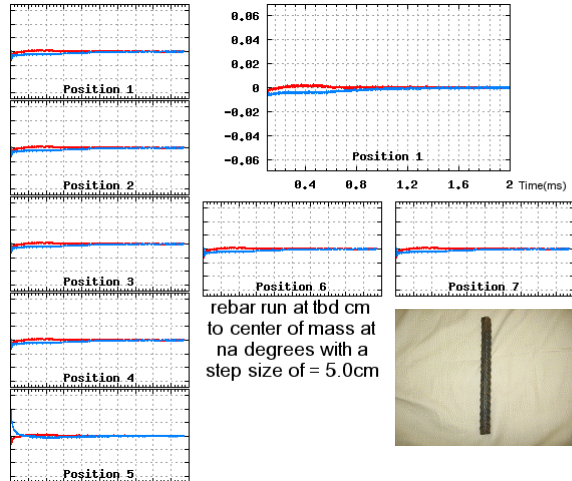 Position 1
Position 2
Position 3
Position 4
Position 5
0.06
0.04
0.02
0
-0.02
-0.04
-0.06
Position 1
0.4 0.8 1.2 1.6 2 Time(ms)
Position 6
Position 7
rebar run at tbd cm
to center of mass at
na degrees with a
step size of = 5.0cm